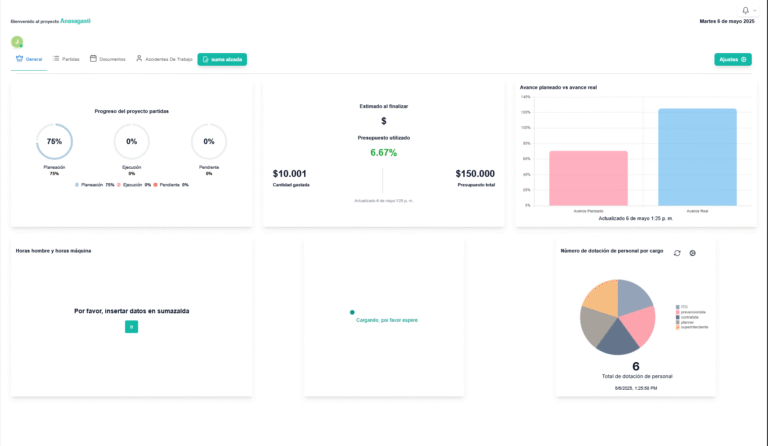 Bienvenido al proyecto Anasaganti
Martes 6 de mayo 2025
General
Partidas
Documentos
Accidentes De Trabajo
suma alzada
Ajustes
Progreso del proyecto partidas
75%
0%
0%
Planeación
75%
Ejecución
0%
Pendiente
0%
Planeación 75% Ejecución 0% Pendiente 0%
Estimado al finalizar
$
Presupuesto utilizado
6.67%
$10.001
Cantidad gastada
$150.000
Presupuesto total
Actualizado 6 de mayo 1:25 p. m.
Avance planeado vs avance real
140%
120%
100%
80%
60%
40%
20%
0%
Avance Planeado
Avance Real
Actualizado 6 de mayo 1:25 p. m.
Horas hombre y horas máquina
Por favor, insertar datos en sumazalda
Cargando, por favor espere
Número de dotación de personal por cargo
prevencionista
contratista
planner
superintendente
6
Total de dotación de personal
5/6/2025, 1:25:50 PM